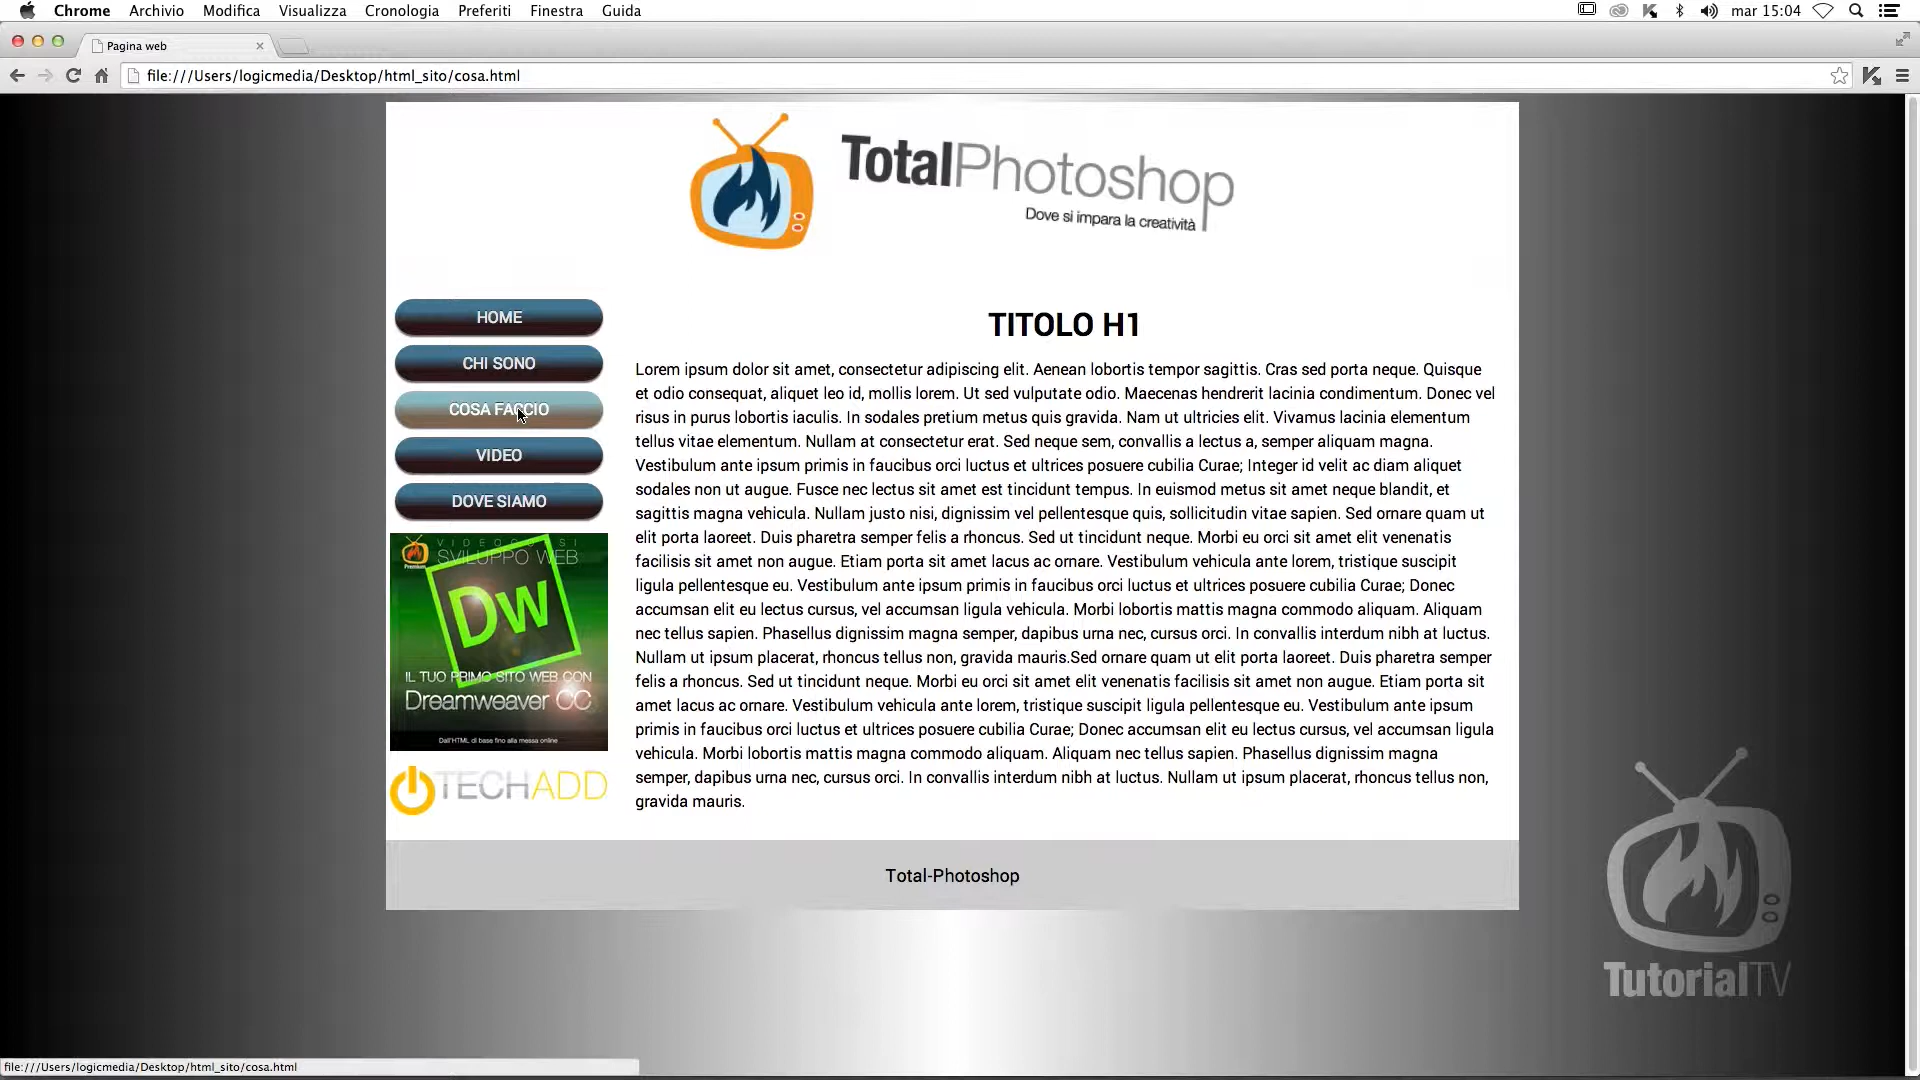 Chrome Archivio Modifica Visualizza Cronologia Preferiti Finestra Guida mar 15:04
Pagina web
file:///Users/logicmedia/Desktop/html_sito/cosa.html
TotalPhotoshop
Dove si impara la creatività
HOME
CHI SONO
COSA FACCIO
VIDEO
DOVE SIAMO
VIDEOCORSI
SVILUPPO WEB
Premium
Dw
IL TUO PRIMO SITO WEB CON
Dreamweaver CC
Dall'HTML di base fino alla messa online
TECHADD
TITOLO H1
Lorem ipsum dolor sit amet, consectetur adipiscing elit. Aenean lobortis tempor sagittis. Cras sed porta neque. Quisque
et odio consequat, aliquet leo id, mollis lorem. Ut sed vulputate odio. Maecenas hendrerit lacinia condimentum. Donec vel
risus in purus lobortis iaculis. In sodales pretium metus quis gravida. Nam ut ultricies elit. Vivamus lacinia elementum
tellus vitae elementum. Nullam at consectetur erat. Sed neque sem, convallis a lectus a, semper aliquam magna.
Vestibulum ante ipsum primis in faucibus orci luctus et ultrices posuere cubilia Curae; Integer id velit ac diam aliquet
sodales non ut augue. Fusce nec lectus sit amet est tincidunt tempus. In euismod metus sit amet neque blandit, et
sagittis magna vehicula. Nullam justo nisi, dignissim vel pellentesque quis, sollicitudin vitae sapien. Sed ornare quam ut
elit porta laoreet. Duis pharetra semper felis a rhoncus. Sed ut tincidunt neque. Morbi eu orci sit amet elit venenatis
facilisis sit amet non augue. Etiam porta sit amet lacus ac ornare. Vestibulum vehicula ante lorem, tristique suscipit
ligula pellentesque eu. Vestibulum ante ipsum primis in faucibus orci luctus et ultrices posuere cubilia Curae; Donec
accumsan elit eu lectus cursus, vel accumsan ligula vehicula. Morbi lobortis mattis magna commodo aliquam. Aliquam
nec tellus sapien. Phasellus dignissim magna semper, dapibus urna nec, cursus orci. In convallis interdum nibh at luctus.
Nullam ut ipsum placerat, rhoncus tellus non, gravida mauris.Sed ornare quam ut elit porta laoreet. Duis pharetra semper
felis a rhoncus. Sed ut tincidunt neque. Morbi eu orci sit amet elit venenatis facilisis sit amet non augue. Etiam porta sit
amet lacus ac ornare. Vestibulum vehicula ante lorem, tristique suscipit ligula pellentesque eu. Vestibulum ante ipsum
primis in faucibus orci luctus et ultrices posuere cubilia Curae; Donec accumsan elit eu lectus cursus, vel accumsan ligula
vehicula. Morbi lobortis mattis magna commodo aliquam. Aliquam nec tellus sapien. Phasellus dignissim magna
semper, dapibus urna nec, cursus orci. In convallis interdum nibh at luctus. Nullam ut ipsum placerat, rhoncus tellus non,
gravida mauris.
Total-Photoshop
TutorialTV
file:///Users/logicmedia/Desktop/html_sito/cosa.html